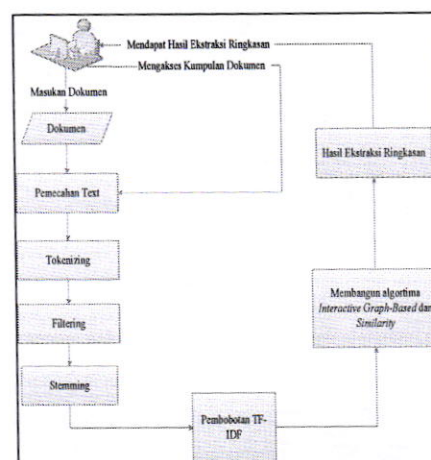 Mendapat Hasil Ekstraksi Ringkasan
Mengakses Kumpulan Dokumen
Masukan Dokumen
Dokumen
Pemecahan Text
Tokenizing
Filtering
Stemming
Pembobotan TF-
IDF
Membangun algortima
Interactive Graph-Based dan
Similarity
Hasil Ekstraksi Ringkasan